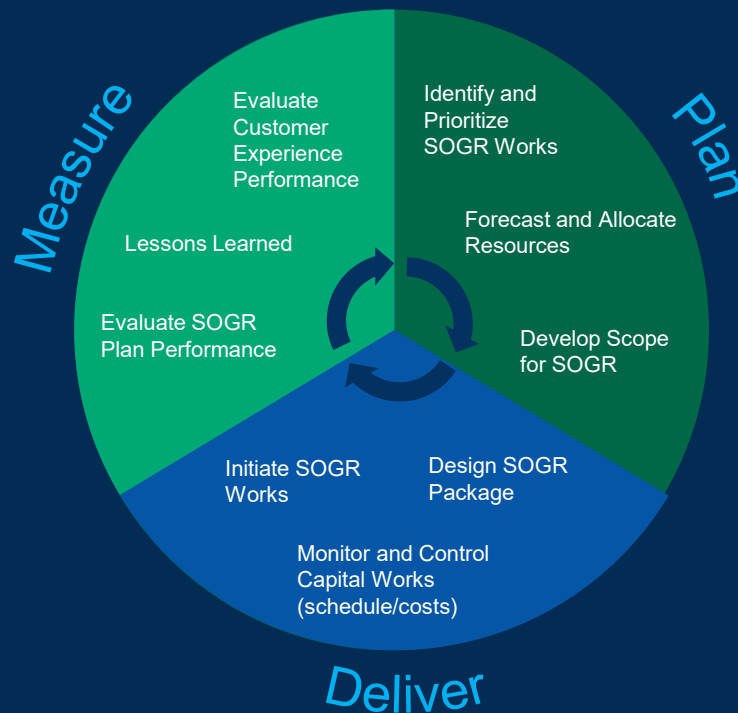 Measure
Evaluate
Customer
Experience
Performance
Lessons Learned
Evaluate SOGR
Plan Performance
Plan
Identify and
Prioritize
SOGR Works
Forecast and Allocate
Resources
Develop Scope
for SOGR
Initiate SOGR
Works
Design SOGR
Package
Monitor and Control
Capital Works
(schedule/costs)
Deliver